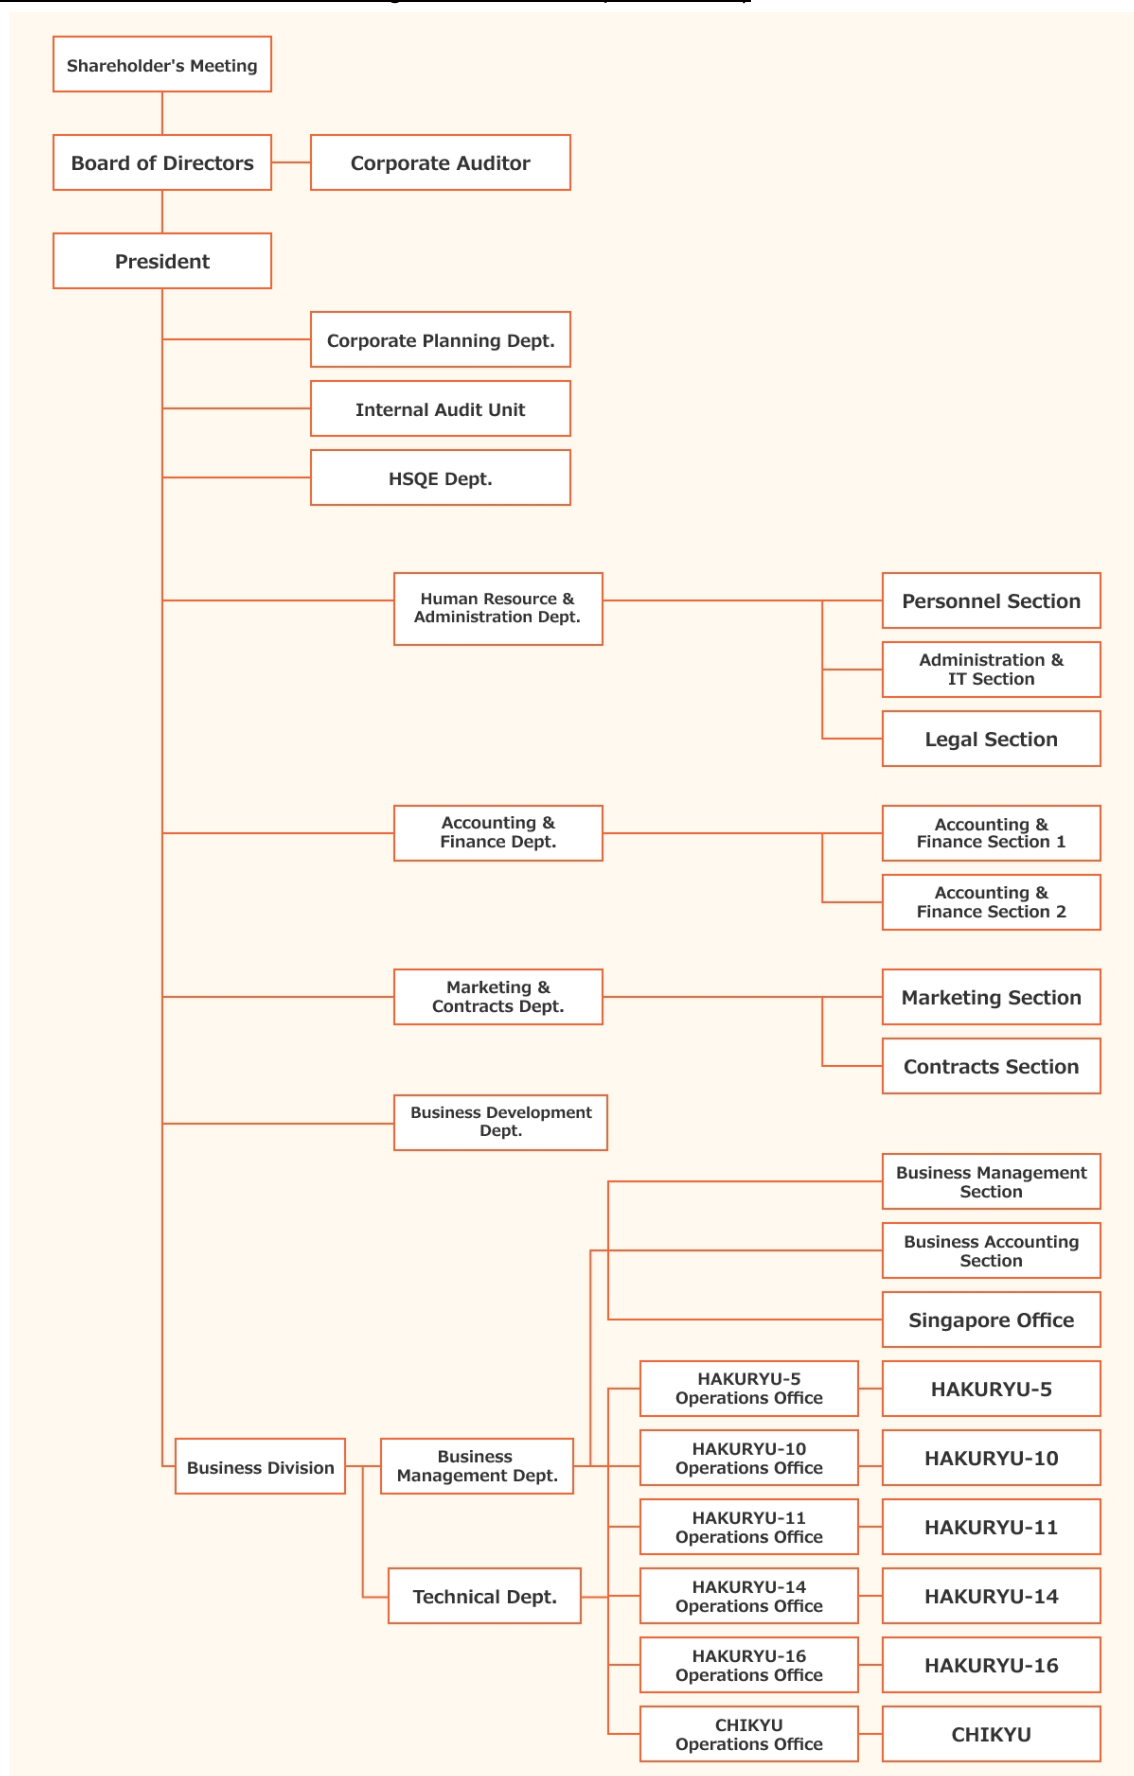 Shareholder's Meeting
Board of Directors
Corporate Auditor
President
Corporate Planning Dept.
Internal Audit Unit
HSQE Dept.
Human Resource &
Administration Dept.
Personnel Section
Administration &
IT Section
Legal Section
Accounting &
Finance Dept.
Accounting &
Finance Section 1
Accounting &
Finance Section 2
Marketing &
Contracts Dept.
Marketing Section
Contracts Section
Business Development
Dept.
Business Management
Section
Business Accounting
Section
Singapore Office
HAKURYU-5
Operations Office
HAKURYU-5
Business Division
Business
Management Dept.
HAKURYU-10
Operations Office
HAKURYU-10
HAKURYU-11
Operations Office
HAKURYU-11
Technical Dept.
HAKURYU-14
Operations Office
HAKURYU-14
HAKURYU-16
Operations Office
HAKURYU-16
CHIKYU
Operations Office
CHIKYU